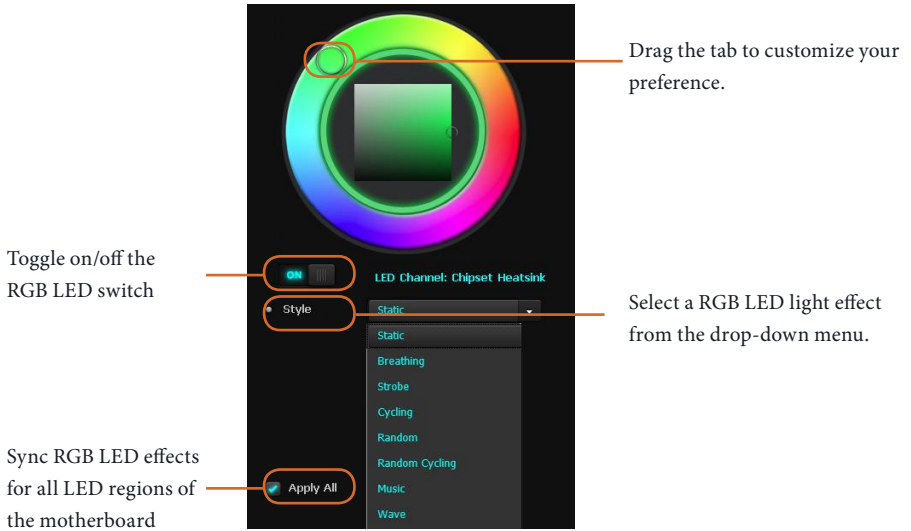 Drag the tab to customize your
preference.
Toggle on/off the
RGB LED switch
ON
LED Channel: Chipset Heatsink
Style
Static
Select a RGB LED light effect
from the drop-down menu.
Static
Breathing
Strobe
Cycling
Random
Random Cycling
Music
Wave
Sync RGB LED effects
for all LED regions of
the motherboard
Apply All